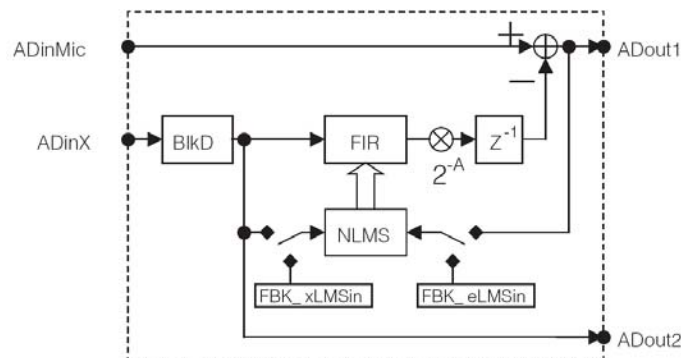 ADinMic
+
ADout1
−
ADinX
BlkD
FIR
2^-A
Z^-1
NLMS
FBK_xLMSin
FBK_eLMSin
ADout2